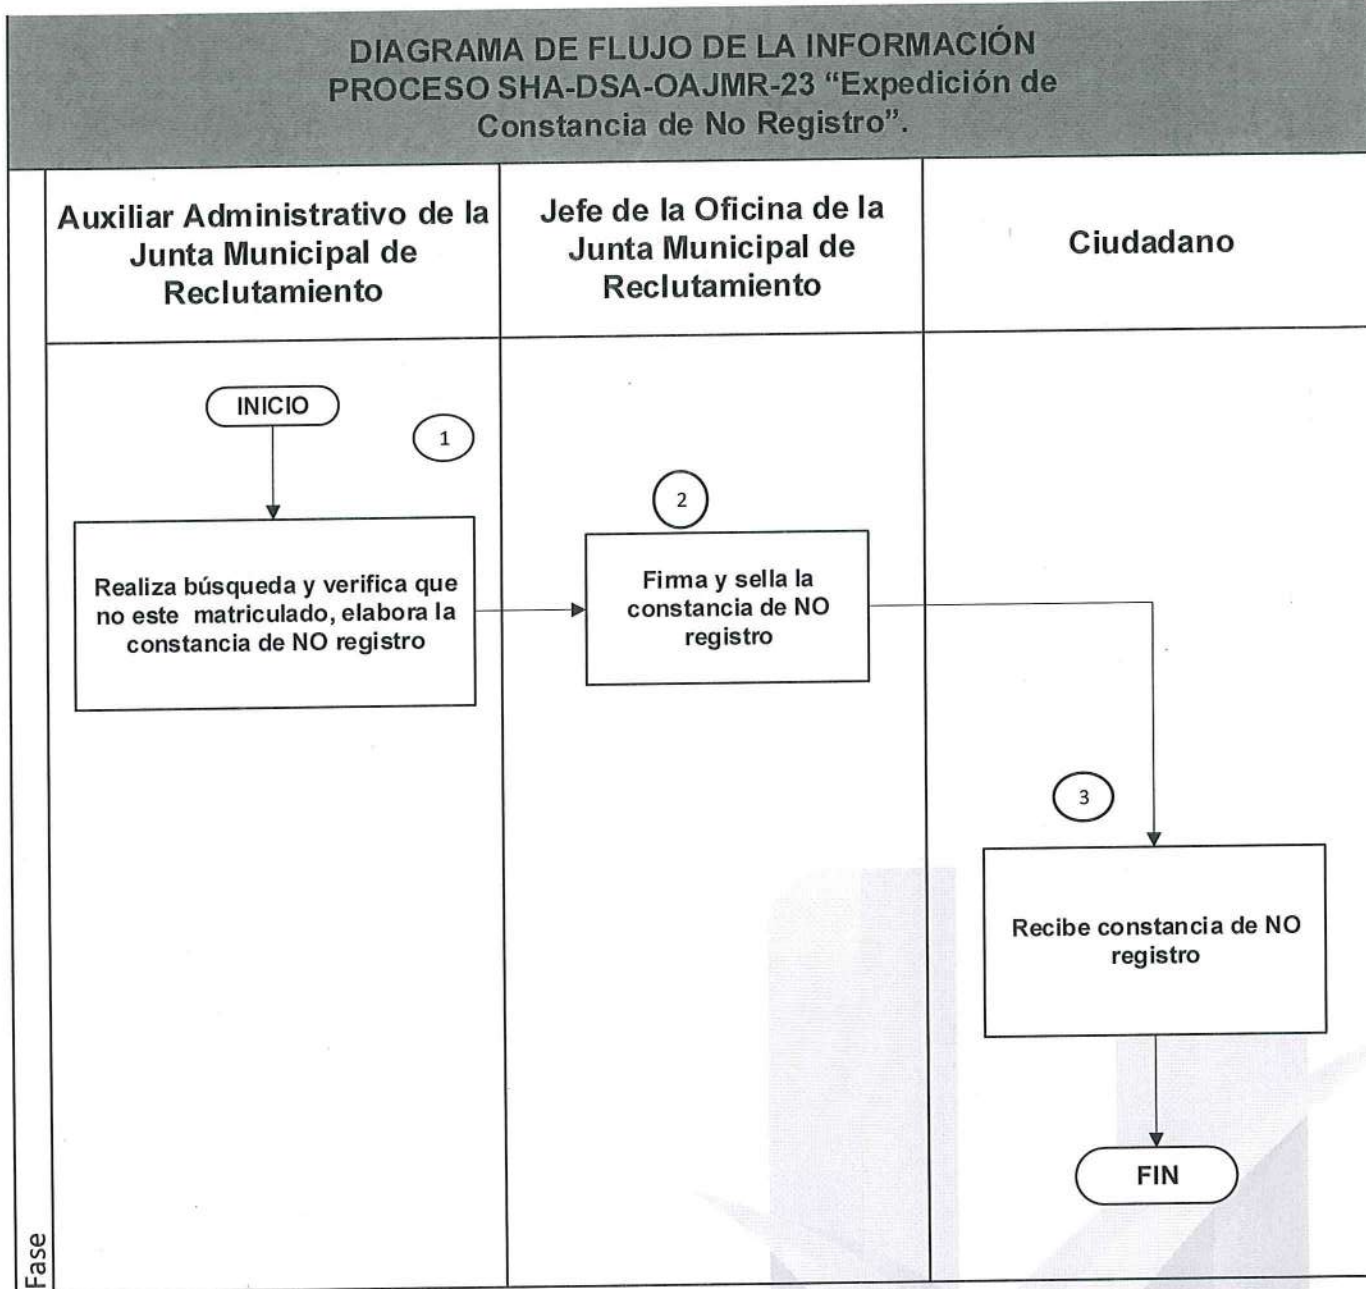 DIAGRAMA DE FLUJO DE LA INFORMACIÓN
PROCESO SHA-DSA-OAJMR-23 “Expedición de
Constancia de No Registro”.
Auxiliar Administrativo de la
Junta Municipal de
Reclutamiento
Jefe de la Oficina de la
Junta Municipal de
Reclutamiento
Ciudadano
INICIO
1
Realiza búsqueda y verifica que
no este matriculado, elabora la
constancia de NO registro
2
Firma y sella la
constancia de NO
registro
3
Recibe constancia de NO
registro
FIN
Fase